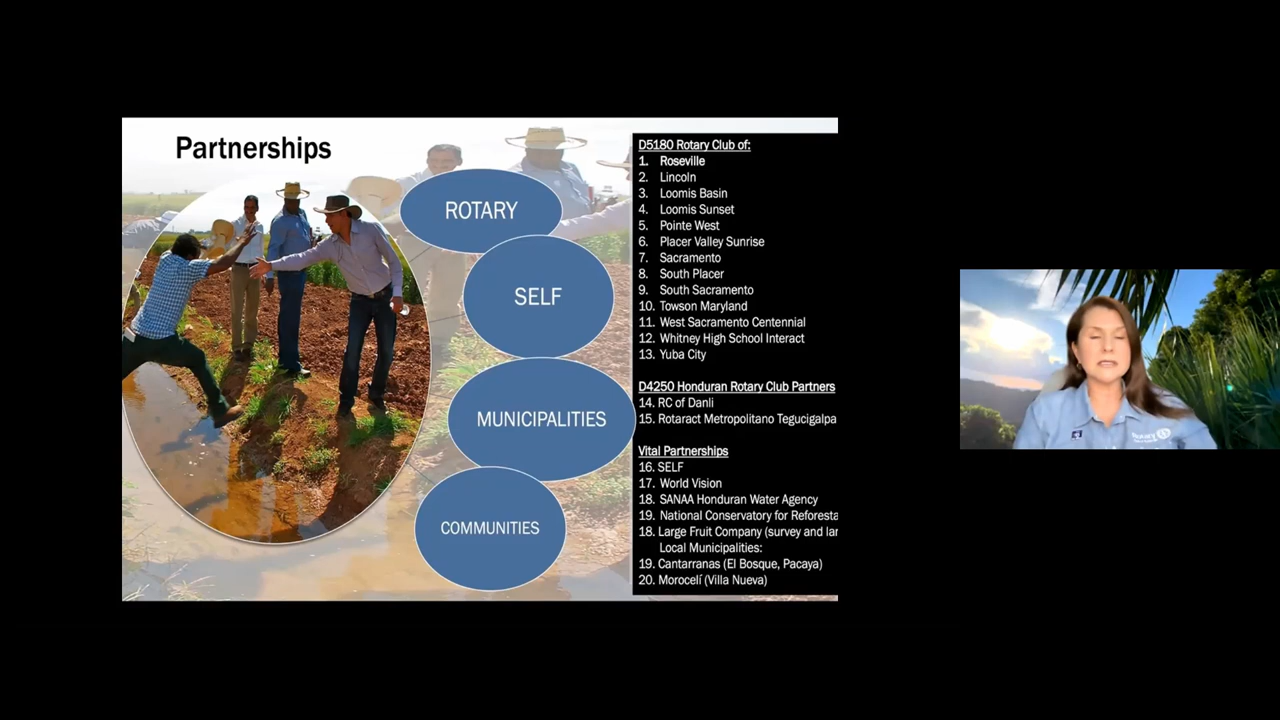 Partnerships
ROTARY
SELF
MUNICIPALITIES
COMMUNITIES
D5180 Rotary Club of:
1. Roseville
2. Lincoln
3. Loomis Basin
4. Loomis Sunset
5. Pointe West
6. Placer Valley Sunrise
7. Sacramento
8. South Placer
9. South Sacramento
10. Towson Maryland
11. West Sacramento Centennial
12. Whitney High School Interact
13. Yuba City
D4250 Honduran Rotary Club Partners
14. RC of Danli
15. Rotaract Metropolitano Tegucigalpa
Vital Partnerships
16. SELF
17. World Vision
18. SANAA Honduran Water Agency
19. National Conservatory for Reforesta
18. Large Fruit Company (survey and lar
Local Municipalities:
19. Cantarranas (El Bosque, Pacaya)
20. Morocelí (Villa Nueva)
Rotary